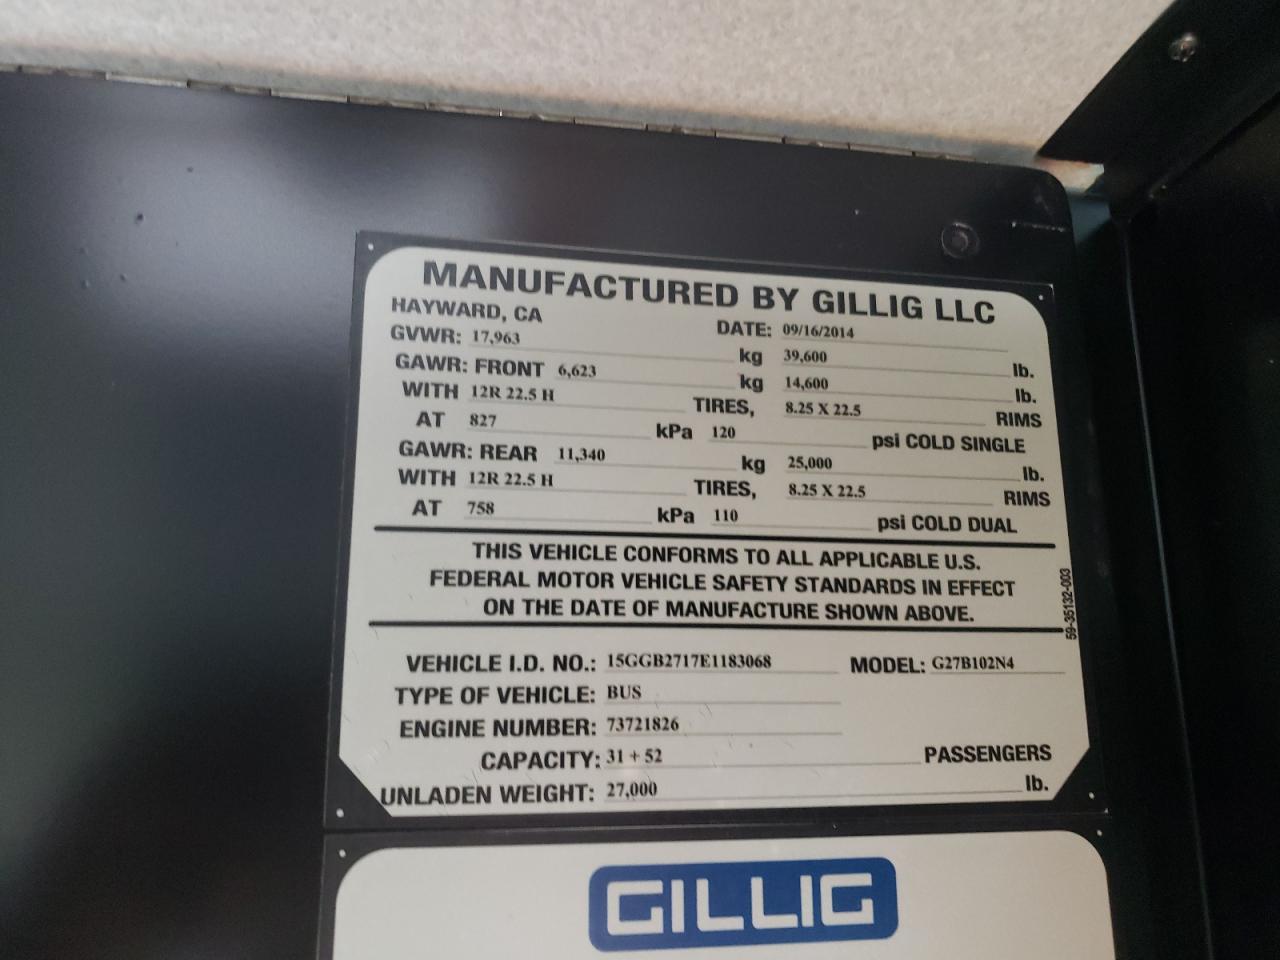 MANUFACTURED BY GILLIG LLC
HAYWARD, CA DATE: 09/16/2014
GVWR: 17,963 kg 39,600 lb.
GAWR: FRONT 6,623 kg 14,600 lb.
WITH 12R 22.5 H TIRES, 8.25 X 22.5 RIMS
AT 827 kPa 120 psi COLD SINGLE
GAWR: REAR 11,340 kg 25,000 lb.
WITH 12R 22.5 H TIRES, 8.25 X 22.5 RIMS
AT 758 kPa 110 psi COLD DUAL
THIS VEHICLE CONFORMS TO ALL APPLICABLE U.S.
FEDERAL MOTOR VEHICLE SAFETY STANDARDS IN EFFECT
ON THE DATE OF MANUFACTURE SHOWN ABOVE.
59-35132-003
VEHICLE I.D. NO.: 15GGB2717E1183068 MODEL: G27B102N4
TYPE OF VEHICLE: BUS
ENGINE NUMBER: 73721826
CAPACITY: 31 + 52 PASSENGERS
UNLADEN WEIGHT: 27,000 lb.
GILLIG